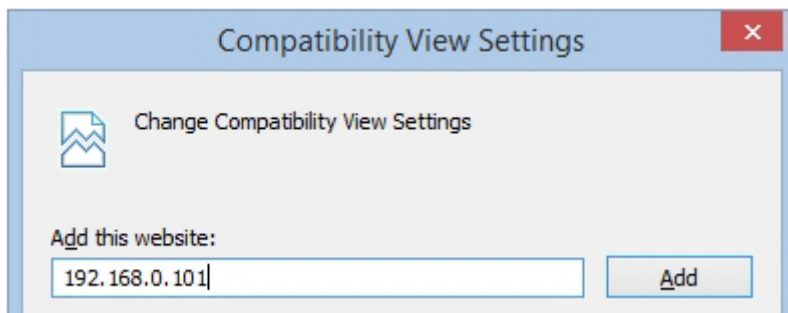 Compatibility View Settings
Change Compatibility View Settings
Add this website:
192.168.0.101
Add